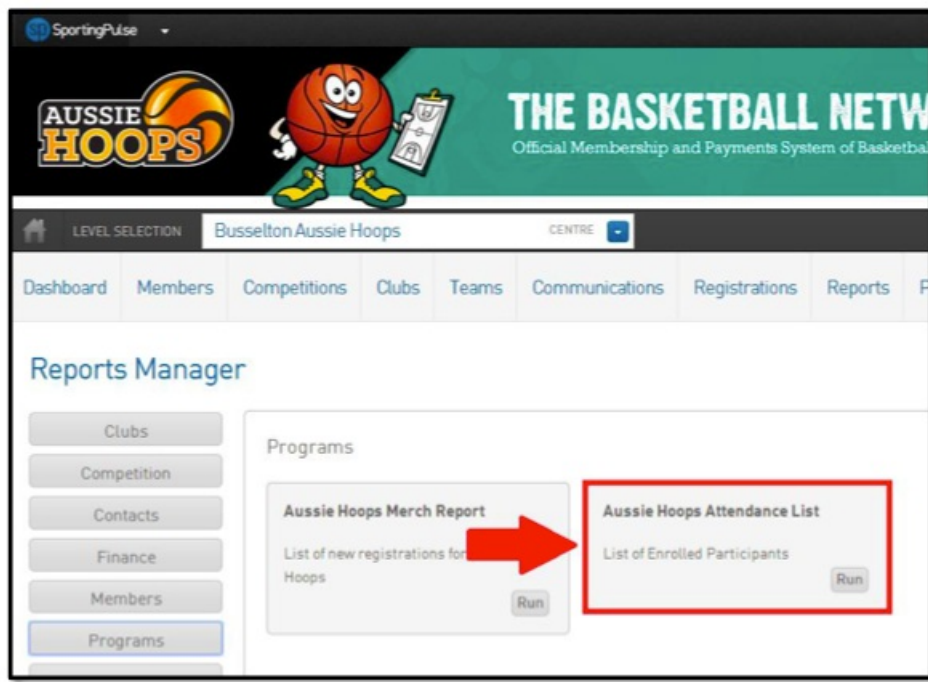 SportingPulse
AUSSIE
HOOPS
THE BASKETBALL
Official Membership and Payments System of
LEVEL SELECTION Busselton Aussie Hoops CENTRE
Dashboard Members Competitions Clubs Teams Communications Registrations Reports
Reports Manager
Clubs
Competition
Contacts
Finance
Members
Programs
Programs
Aussie Hoops Merch Report
List of new registrations for
Hoops
Run
Aussie Hoops Attendance List
List of Enrolled Participants
Run